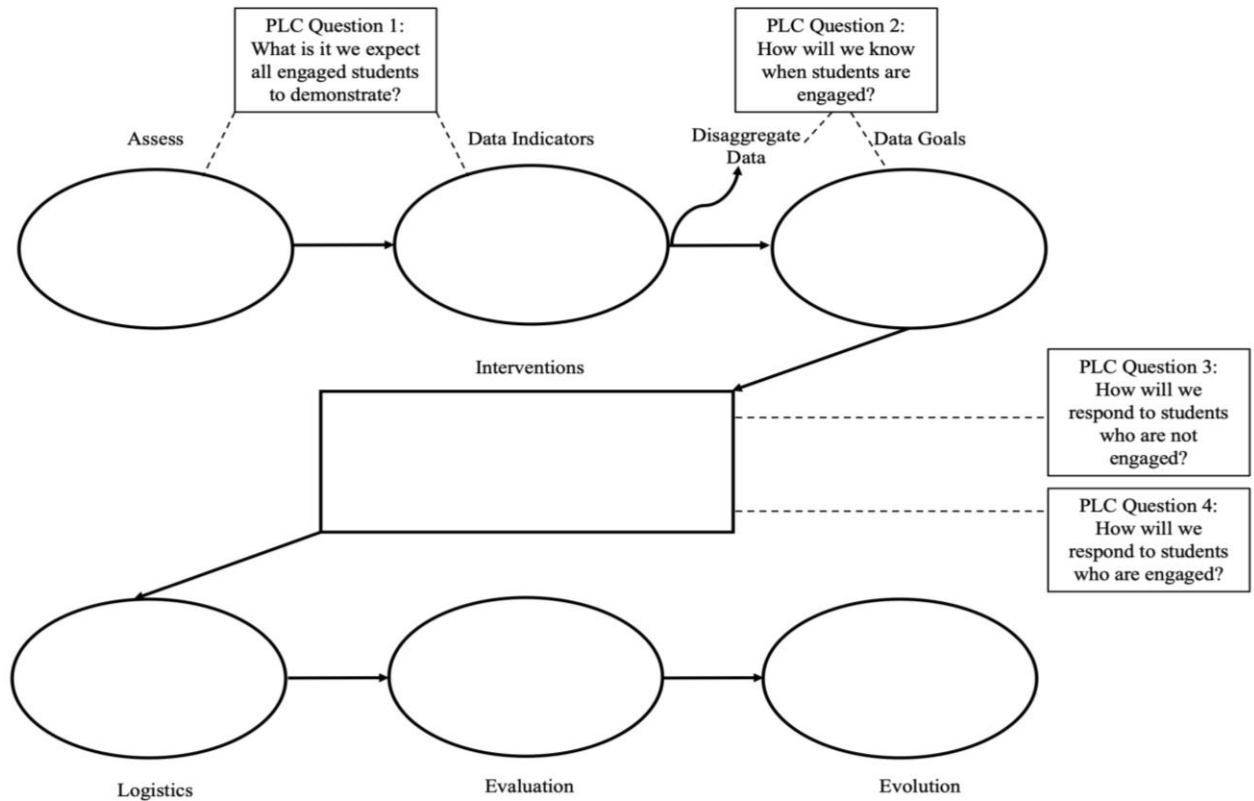 PLC Question 1:
What is it we expect
all engaged students
to demonstrate?
PLC Question 2:
How will we know
when students are
engaged?
Assess
Data Indicators
Disaggregate
Data
Data Goals
Interventions
PLC Question 3:
How will we
respond to students
who are not
engaged?
PLC Question 4:
How will we
respond to students
who are engaged?
Logistics
Evaluation
Evolution